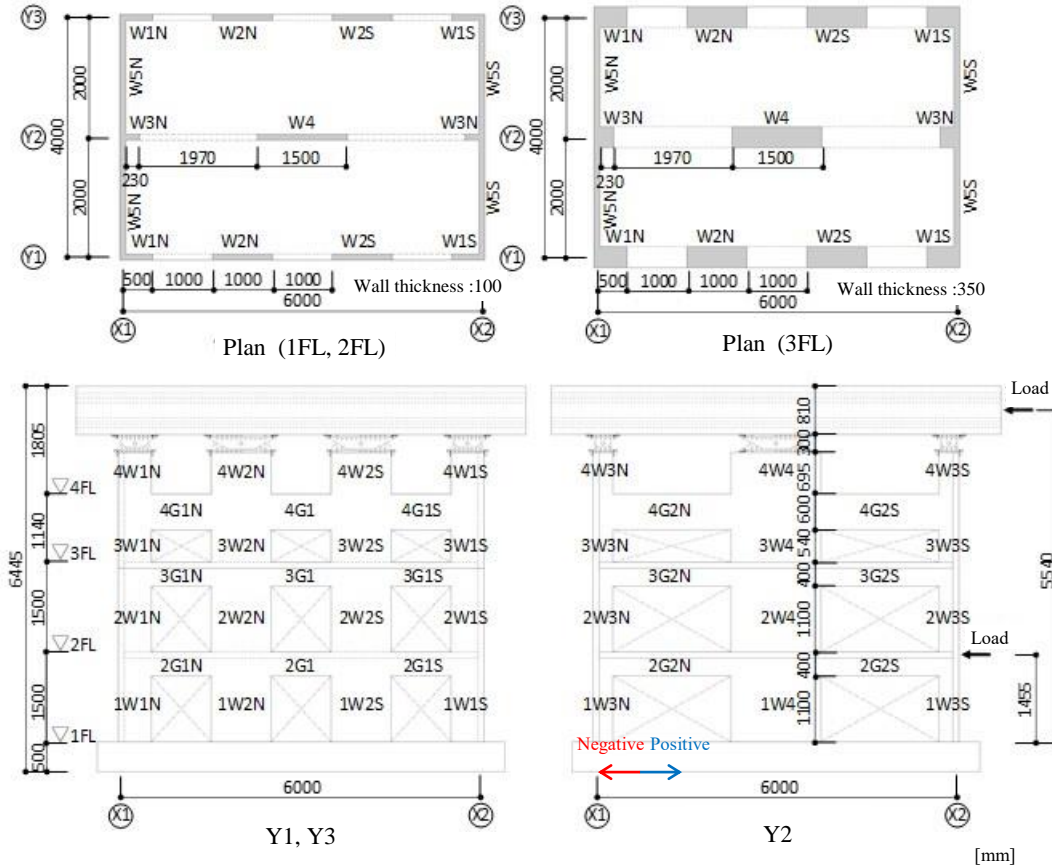 Y3
W1N W2N W2S W1S
W5N W5S
2000
W3N W4 W3N
Y2
4000
1970 1500
230
2000
W5N W5S
W1N W2N W2S W1S
Y1
500 1000 1000 1000 Wall thickness :100
6000
X1 X2
Plan (1FL, 2FL)
Y3
W1N W2N W2S W1S
W5N W5S
2000
W3N W4 W3N
Y2
4000
1970 1500
230
2000
W5N W5S
W1N W2N W2S W1S
Y1
500 1000 1000 1000 Wall thickness :350
6000
X1 X2
Plan (3FL)
1805
4W1N 4W2N 4W2S 4W1S
4FL
4G1N 4G1 4G1S
1140
3W1N 3W2N 3W2S 3W1S
3FL
3G1N 3G1 3G1S
6445
1500
2W1N 2W2N 2W2S 2W1S
2FL
2G1N 2G1 2G1S
1500
1W1N 1W2N 1W2S 1W1S
1FL
500
6000
X1 X2
Y1, Y3
Load
810
300
4W3N 4W4 4W3S
695
4G2N 600 4G2S
3W3N 3W4 540 3W3S
3G2N 400 3G2S
5540
2W3N 2W4 1100 2W3S
Load
2G2N 400 2G2S
1455
1W3N 1W4 1100 1W3S
Negative Positive
6000
X1 X2
Y2
[mm]